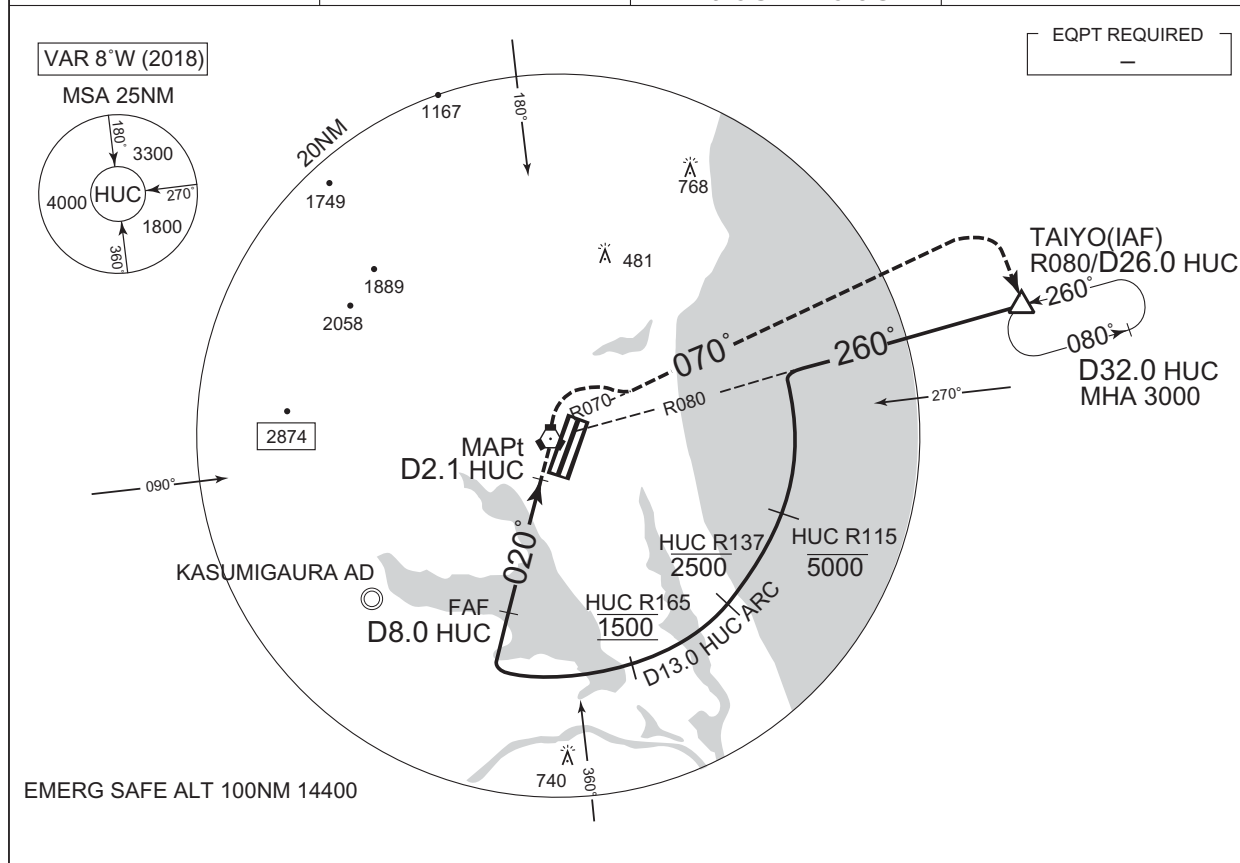 VAR 8°W (2018)
MSA 25NM
180°
3300
HUC
270°
4000
1800
360°
EQPT REQUIRED
–
180°
1167
20NM
1749
768
481
1889
2058
TAIYO(IAF)
R080/D26.0 HUC
260°
080°
D32.0 HUC
MHA 3000
070°
260°
R070
R080
270°
2874
MAPt
D2.1 HUC
090°
020°
HUC R137
2500
HUC R115
5000
KASUMIGAURA AD
FAF
D8.0 HUC
HUC R165
1500
D13.0 HUC ARC
740
360°
EMERG SAFE ALT 100NM 14400